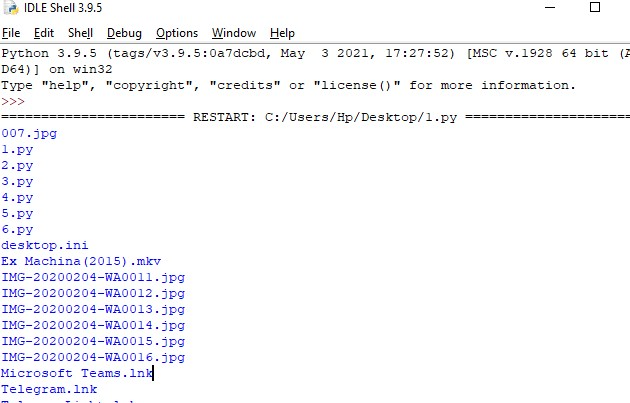 IDLE Shell 3.9.5
File Edit Shell Debug Options Window Help
Python 3.9.5 (tags/v3.9.5:0a7dcbd, May  3 2021, 17:27:52) [MSC v.1928 64 bit (A
D64)] on win32
Type "help", "copyright", "credits" or "license()" for more information.
>>>
======================= RESTART: C:/Users/Hp/Desktop/1.py =====================
007.jpg
1.py
2.py
3.py
4.py
5.py
6.py
desktop.ini
Ex Machina(2015).mkv
IMG-20200204-WA0011.jpg
IMG-20200204-WA0012.jpg
IMG-20200204-WA0013.jpg
IMG-20200204-WA0014.jpg
IMG-20200204-WA0015.jpg
IMG-20200204-WA0016.jpg
Microsoft Teams.lnk
Telegram.lnk